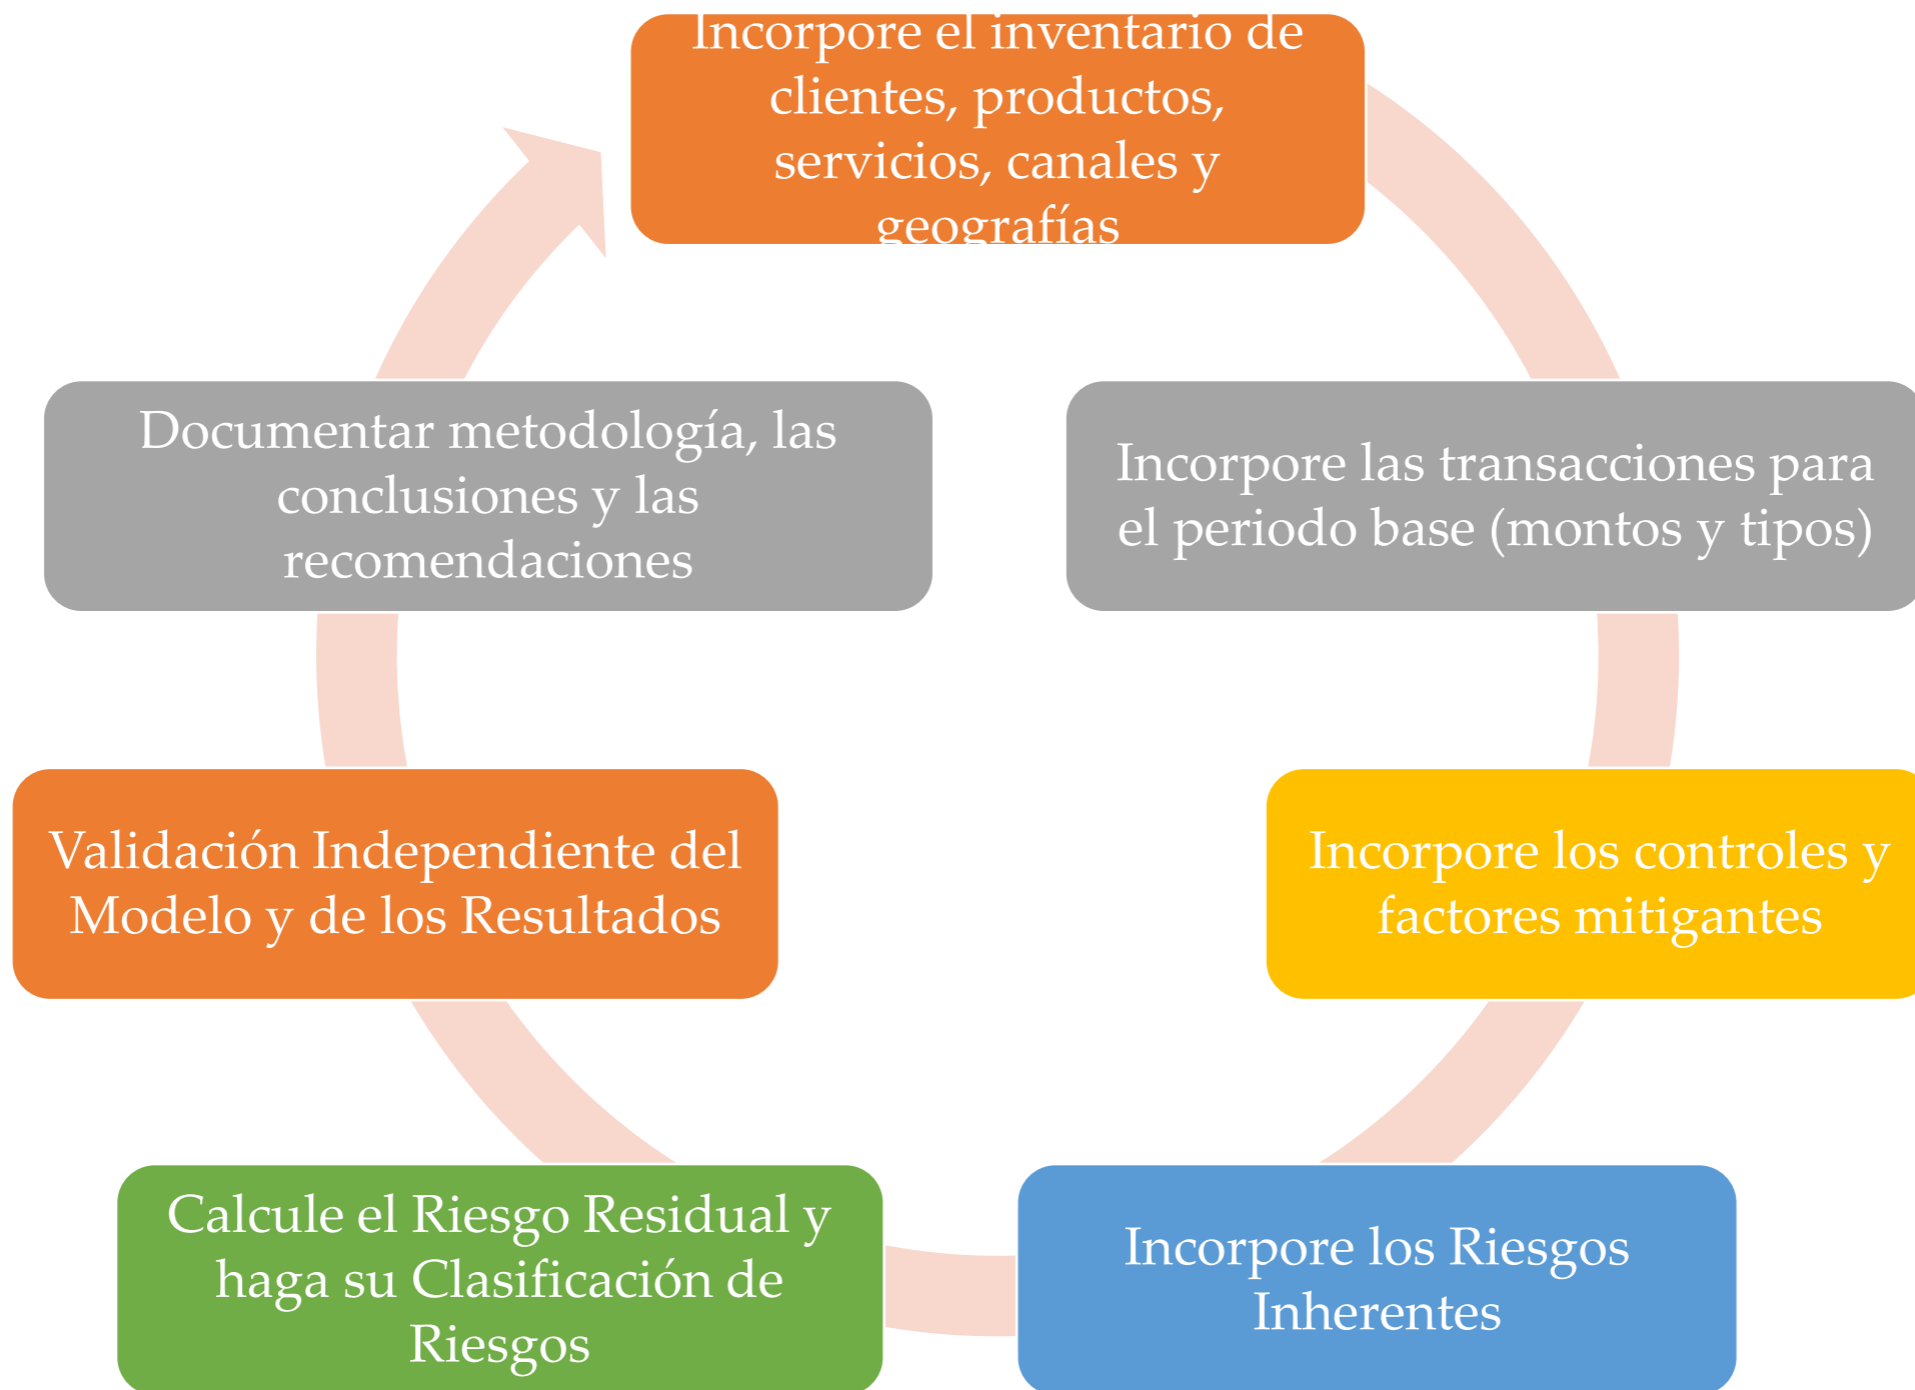 Incorpore el inventario de
clientes, productos,
servicios, canales y
geografías
Incorpore las transacciones para
el periodo base (montos y tipos)
Incorpore los controles y
factores mitigantes
Incorpore los Riesgos
Inherentes
Calcule el Riesgo Residual y
haga su Clasificación de
Riesgos
Validación Independiente del
Modelo y de los Resultados
Documentar metodología, las
conclusiones y las
recomendaciones